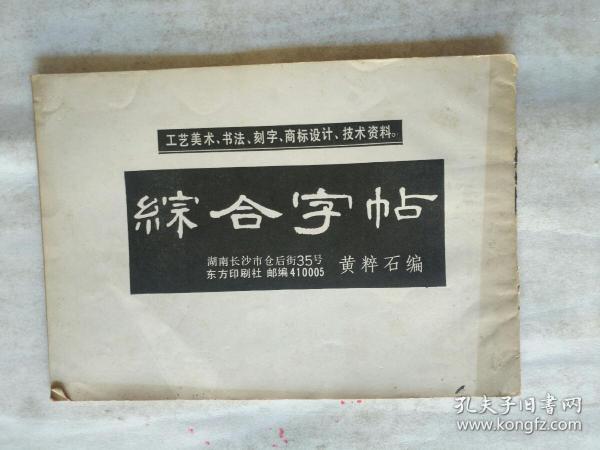 工艺美术、书法、刻字、商标设计、技术资料。
綜合字帖
湖南长沙市仓后街35号
东方印刷社 邮编410005
黄粹石编
孔夫子旧书网
www.kongfz.com